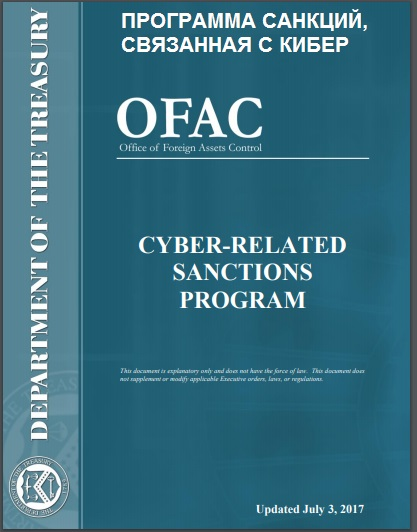 ПРОГРАММА САНКЦИЙ,
СВЯЗАННАЯ С КИБЕР
DEPARTMENT OF THE TREASURY
OFAC
Office of Foreign Assets Control
CYBER-RELATED
SANCTIONS
PROGRAM
This document is explanatory only and does not have the force of law. This document does
not supplement or modify applicable Executive orders, laws, or regulations.
Updated July 3, 2017